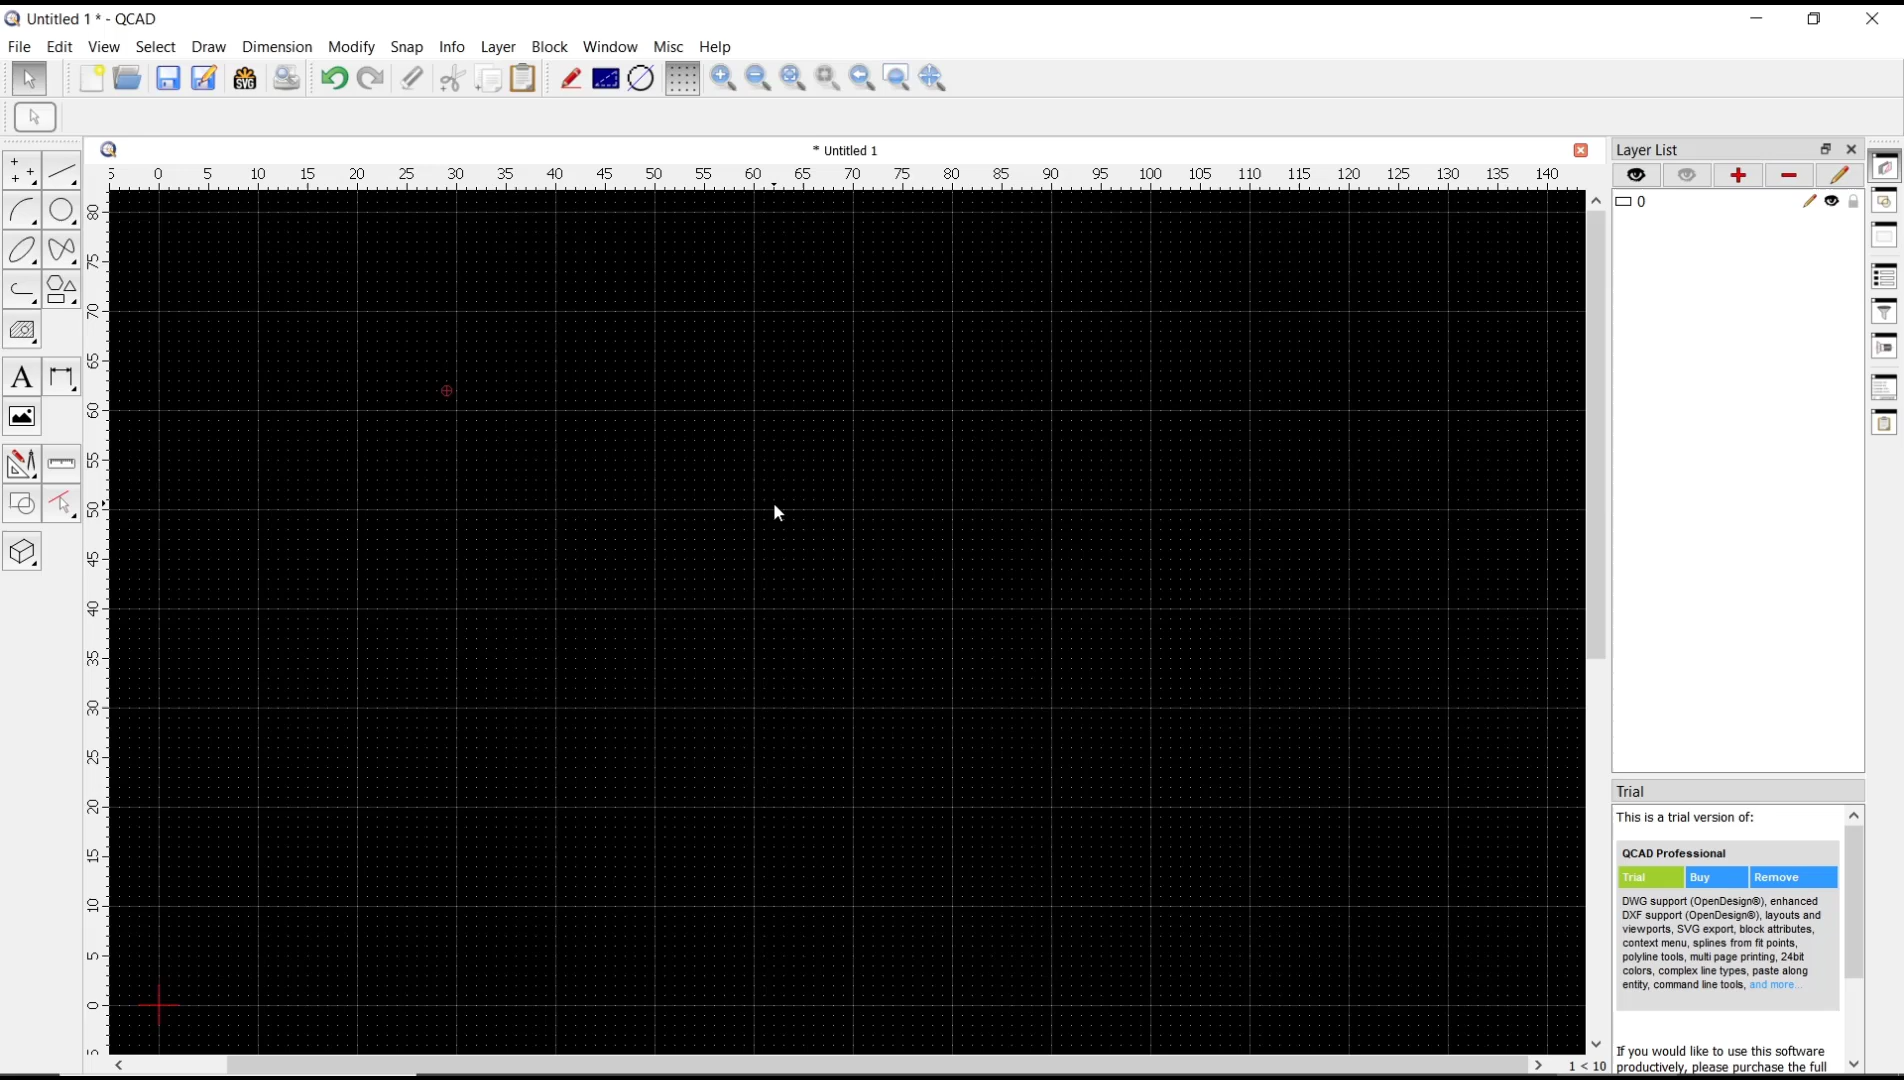 Untitled 1 * - QCAD
File Edit View Select Draw Dimension Modify Snap Info Layer Block Window Misc Help
SVG
* Untitled 1
5 0 5 10 15 20 25 30 35 40 45 50 55 60 65 70 75 80 85 90 95 100 105 110 115 120 125 130 135 140
80
75
70
65
60
55
50
45
40
35
30
25
20
15
10
5
0
5
1 < 10
Layer List
0
Trial
This is a trial version of:
QCAD Professional
Trial Buy Remove
DWG support (OpenDesign®), enhanced
DXF support (OpenDesign®), layouts and
viewports, SVG export, block attributes,
context menu, splines from fit points,
polyline tools, multi page printing, 24bit
colors, complex line types, paste along
entity, command line tools, and more...
If you would like to use this software
productively, please purchase the full